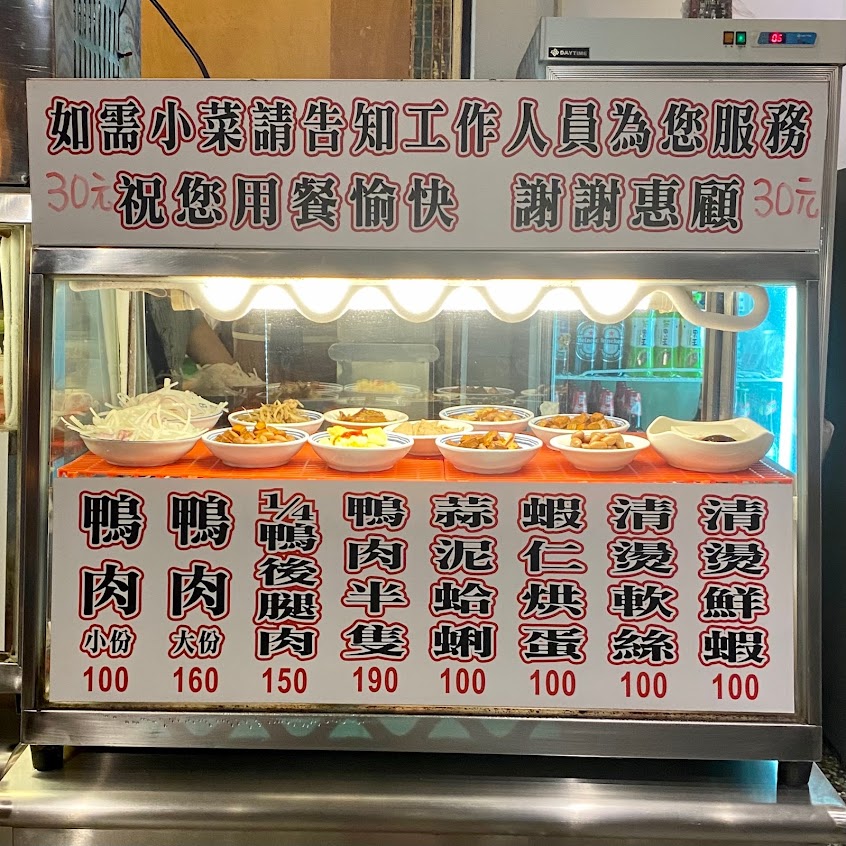 DAYTIME
如需小菜請告知工作人員為您服務
30元 祝您用餐愉快 謝謝惠顧 30元
鴨肉 小份 100
鴨肉 大份 160
1/4鴨後腿肉 150
鴨肉半隻 190
蒜泥蛤蜊 100
蝦仁烘蛋 100
清燙軟絲 100
清燙鮮蝦 100